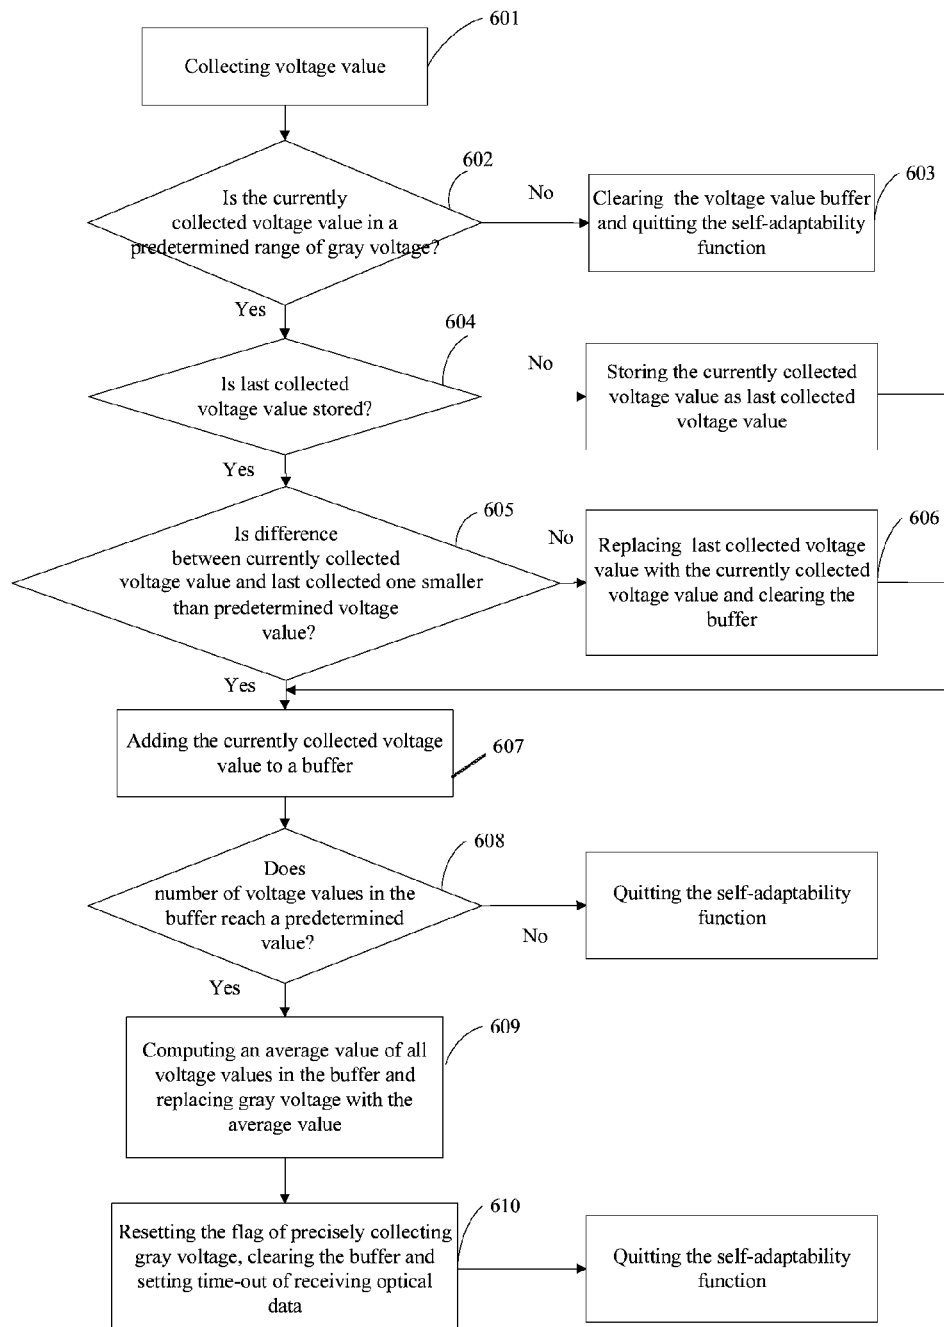 601
Collecting voltage value
602
Is the currently
collected voltage value in a
predetermined range of gray voltage?
No
603
Clearing the voltage value buffer
and quitting the self-adaptability
function
Yes
604
Is last collected
voltage value stored?
No
Storing the currently collected
voltage value as last collected
voltage value
Yes
605
Is difference
between currently collected
voltage value and last collected one smaller
than predetermined voltage
value?
No
606
Replacing last collected voltage
value with the currently collected
voltage value and clearing the
buffer
Yes
Adding the currently collected voltage
value to a buffer
607
608
Does
number of voltage values in the
buffer reach a predetermined
value?
No
Quitting the self-adaptability
function
Yes
609
Computing an average value of all
voltage values in the buffer and
replacing gray voltage with the
average value
610
Resetting the flag of precisely collecting
gray voltage, clearing the buffer and
setting time-out of receiving optical
data
Quitting the self-adaptability
function